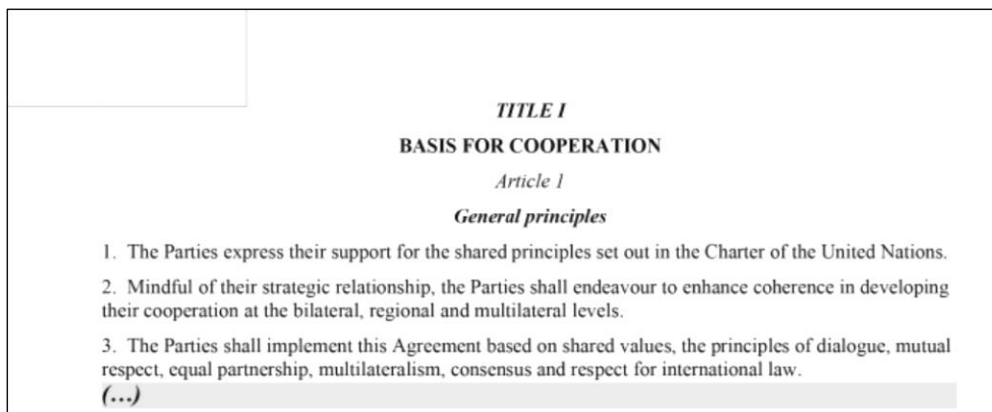 TITLE I
BASIS FOR COOPERATION
Article 1
General principles
1. The Parties express their support for the shared principles set out in the Charter of the United Nations.
2. Mindful of their strategic relationship, the Parties shall endeavour to enhance coherence in developing
their cooperation at the bilateral, regional and multilateral levels.
3. The Parties shall implement this Agreement based on shared values, the principles of dialogue, mutual
respect, equal partnership, multilateralism, consensus and respect for international law.
(...)